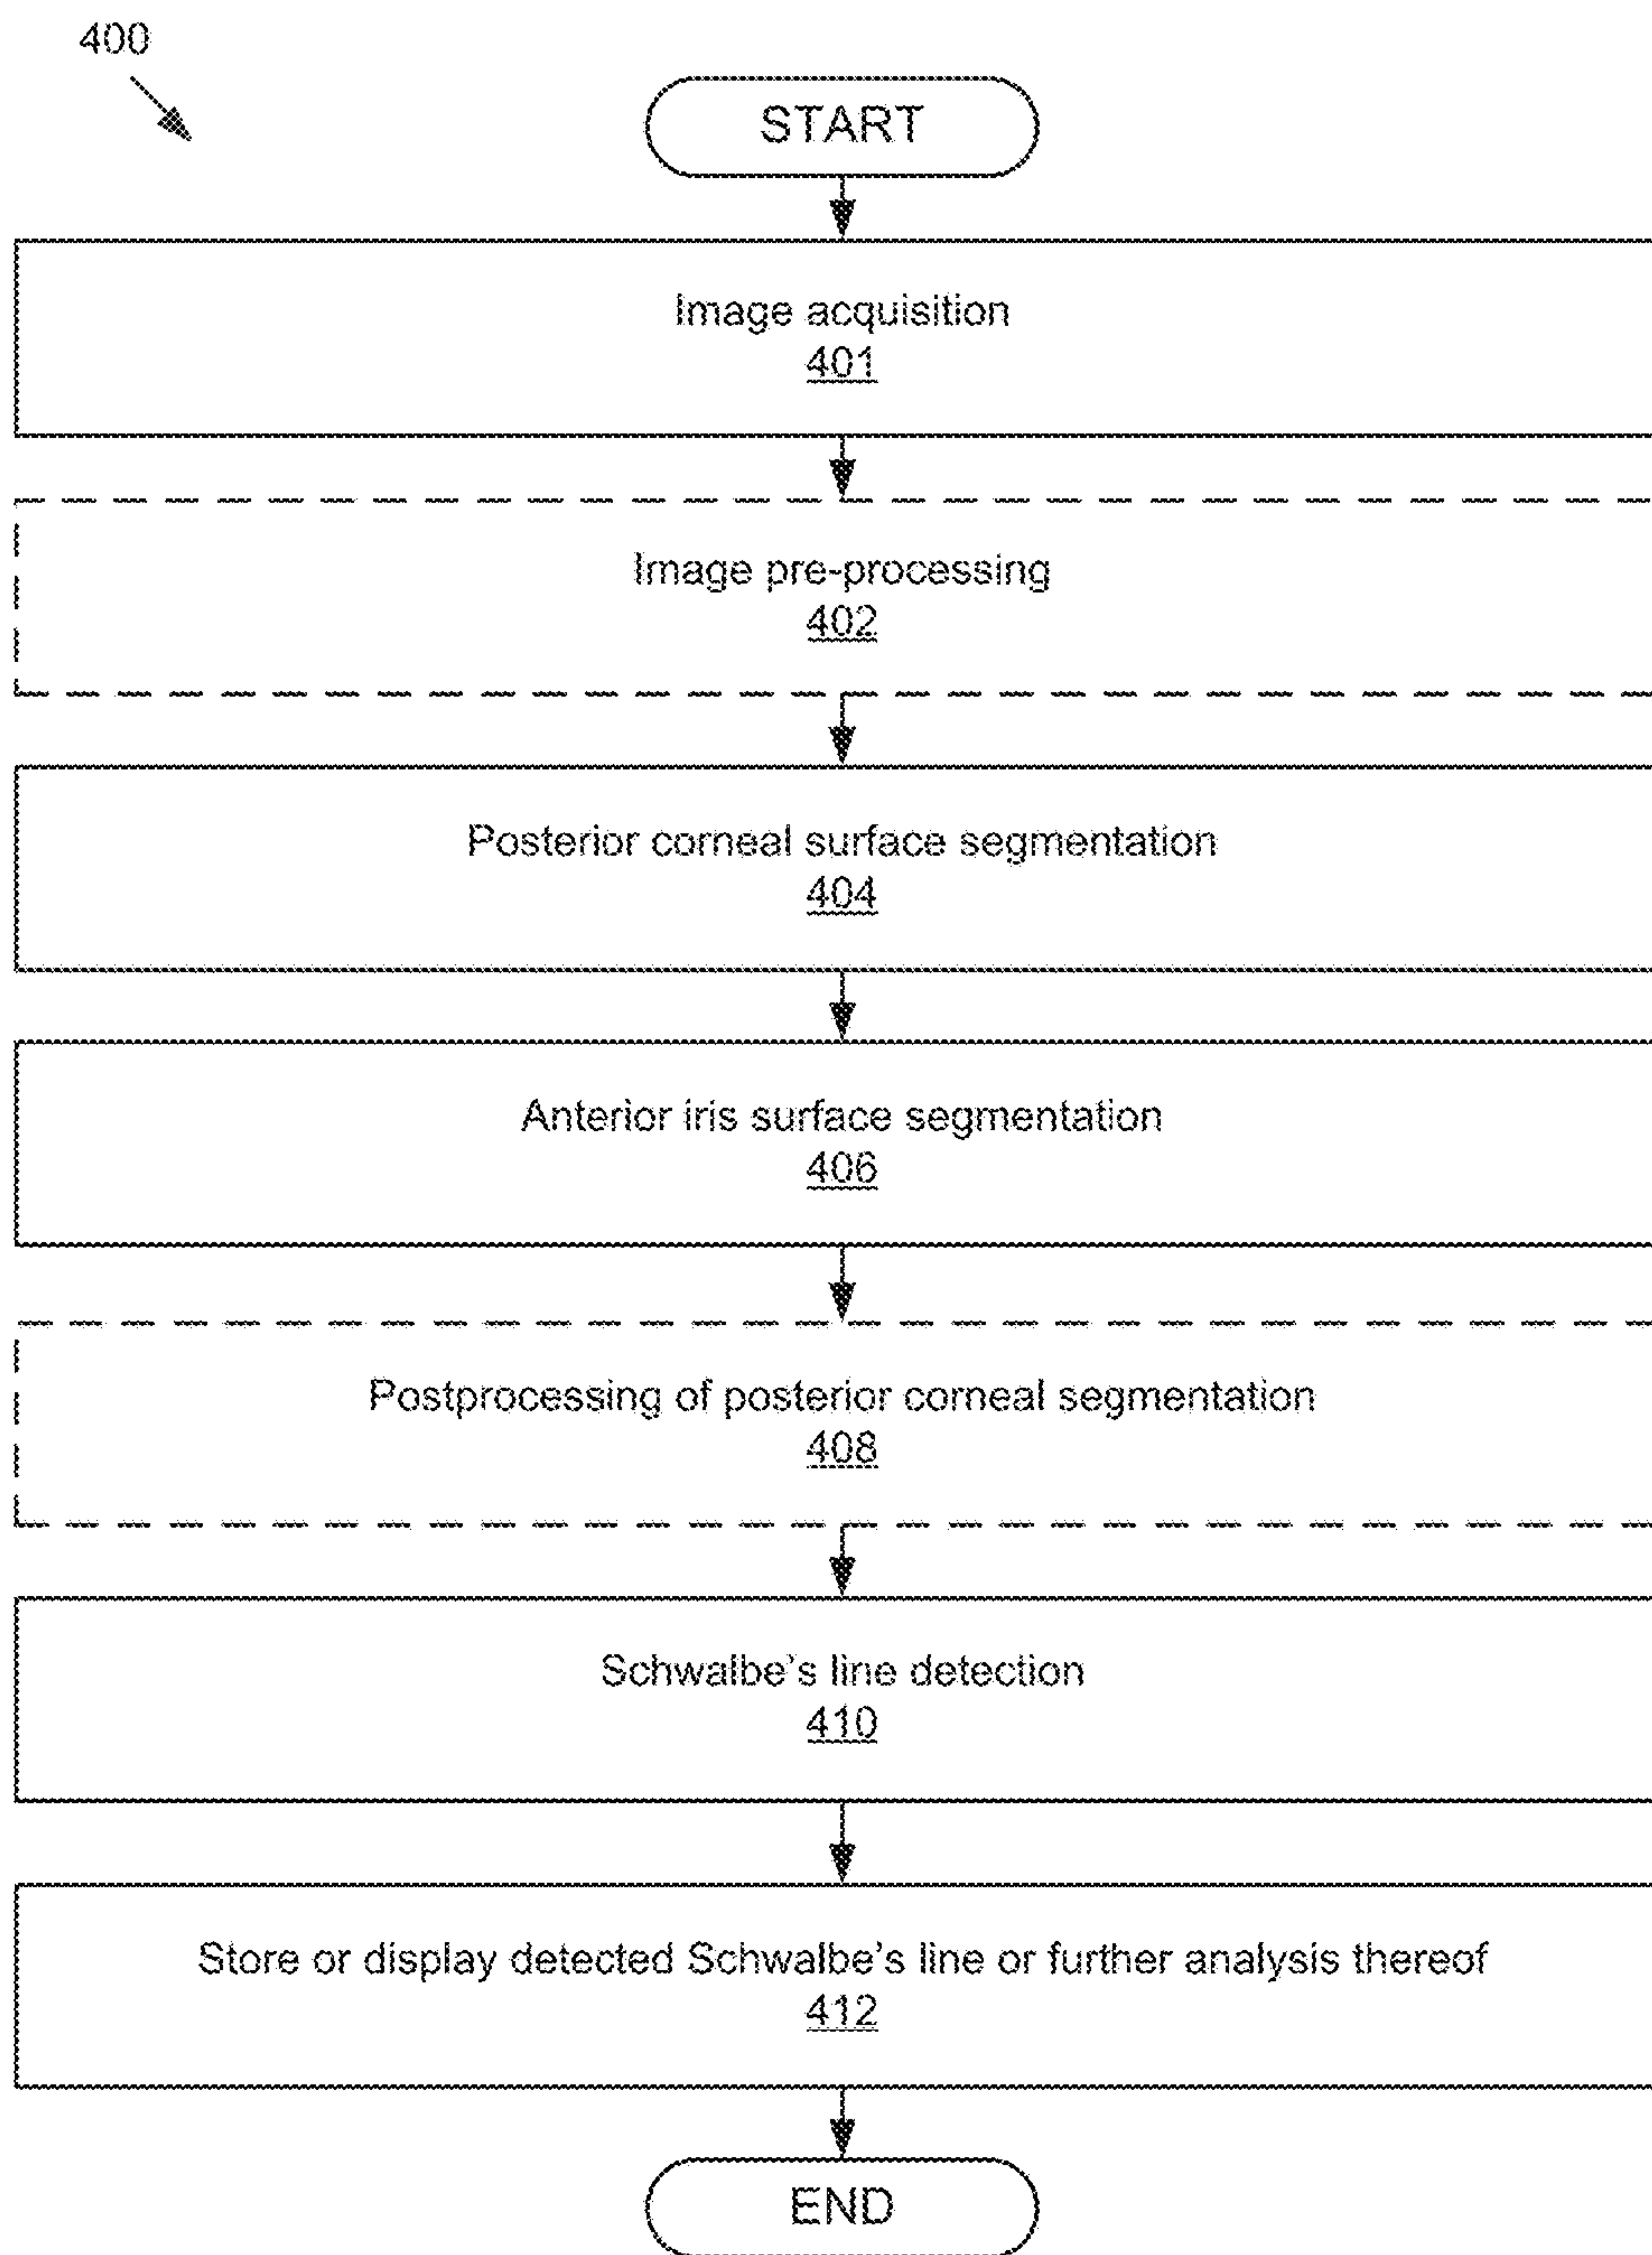 400
START
Image acquisition
401
Image pre-processing
402
Posterior corneal surface segmentation
404
Anterior iris surface segmentation
406
Postprocessing of posterior corneal segmentation
408
Schwalbe's line detection
410
Store or display detected Schwalbe's line or further analysis thereof
412
END